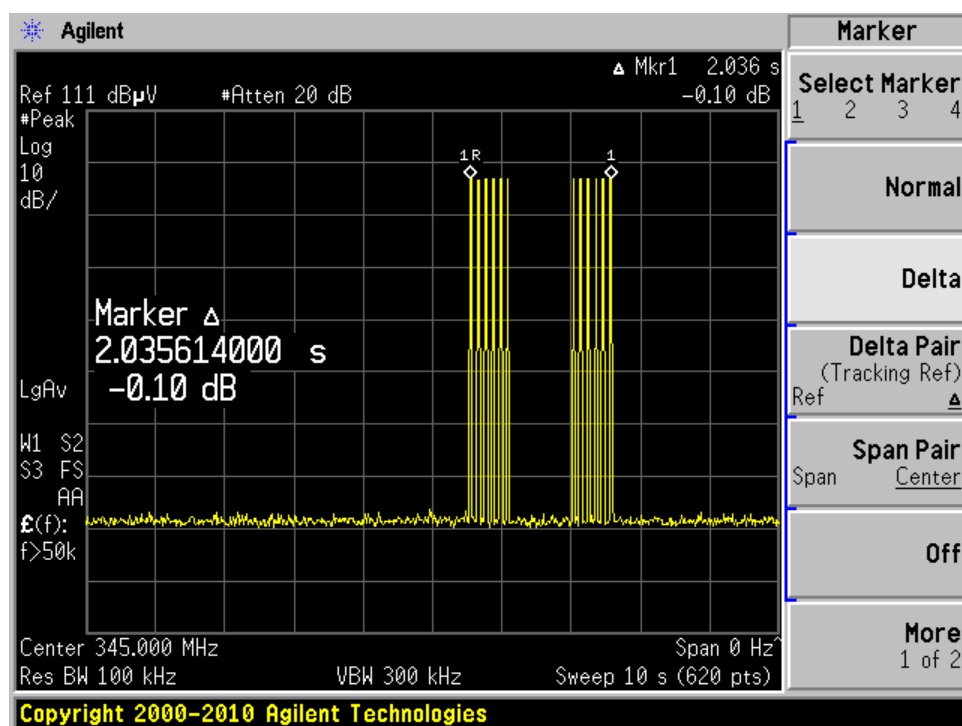 Agilent
Marker
Δ Mkr1 2.036 s
Ref 111 dBµV #Atten 20 dB -0.10 dB
#Peak
Log
10
dB/
1R 1
Marker Δ
2.035614000 s
-0.10 dB
LgAv
W1 S2
S3 FS
AA
£(f):
f>50k
Center 345.000 MHz Span 0 Hz^
Res BW 100 kHz VBW 300 kHz Sweep 10 s (620 pts)
Copyright 2000-2010 Agilent Technologies
Select Marker
1 2 3 4
Normal
Delta
Delta Pair
(Tracking Ref)
Ref Δ
Span Pair
Span Center
Off
More
1 of 2